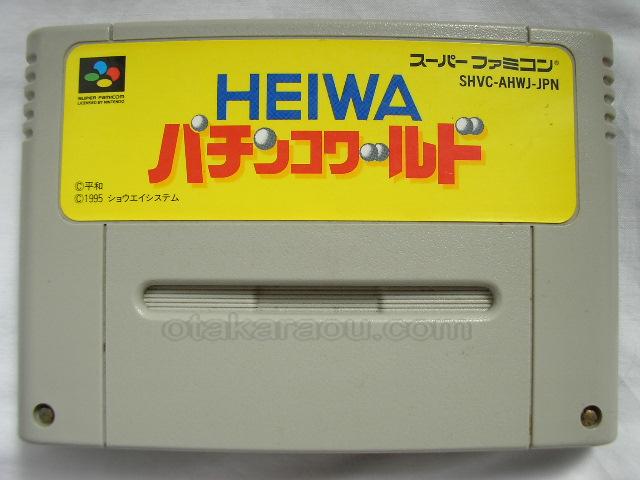 スーパーファミコン®
SUPER FAMICOM
LICENSED BY NINTENDO
SHVC-AHWJ-JPN
HEIWA
パチンコワールド
©平和
©1995 ショウエイシステム
otakaraou.com